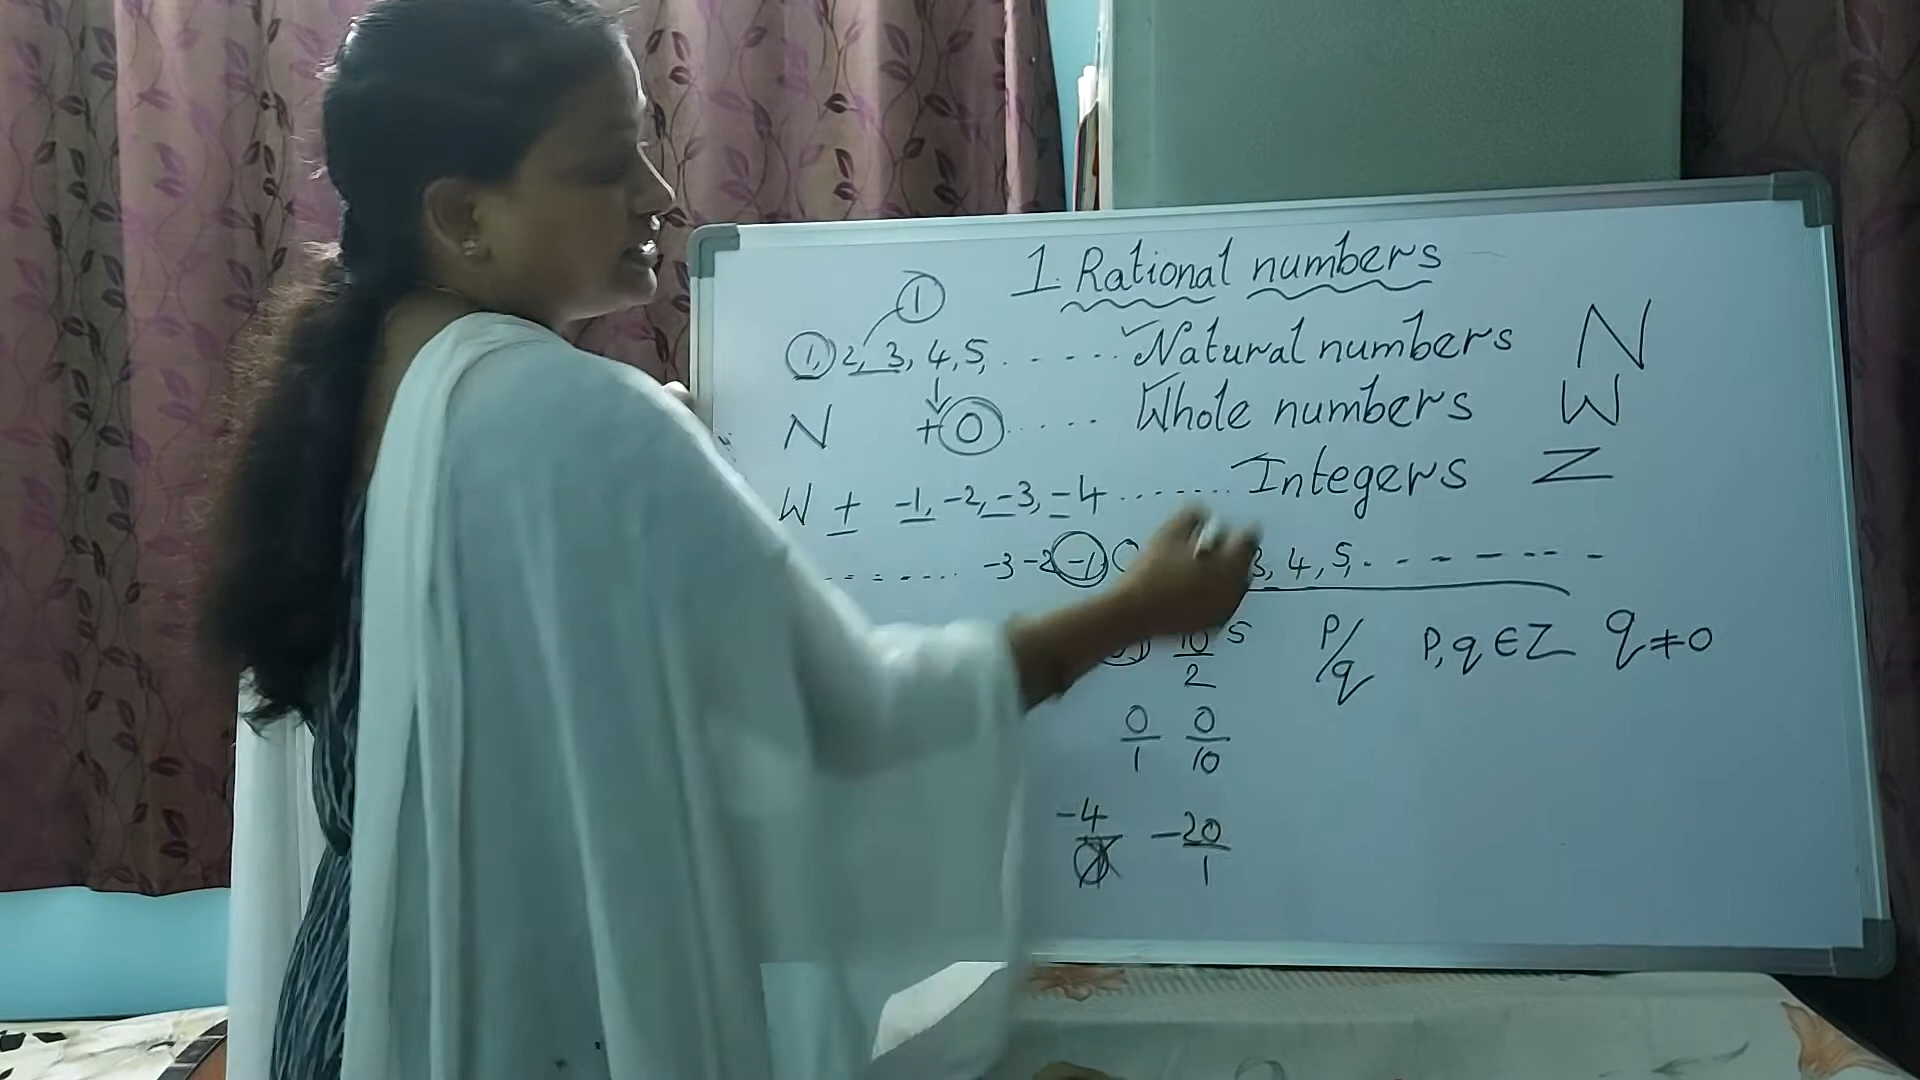 1. Rational numbers
1
1, 2, 3, 4, 5, . . - - - . . Natural numbers N
N + 0 . . . - - Whole numbers W
W + -1, -2, -3, -4 . . . . . . . Integers Z
- - = - . . . . -3 -2 -1 3, 4, 5, - - - - - - - -
10/2 5 P/q P, q ∈ Z q ≠ 0
0/1 0/10
-4/ -20/1